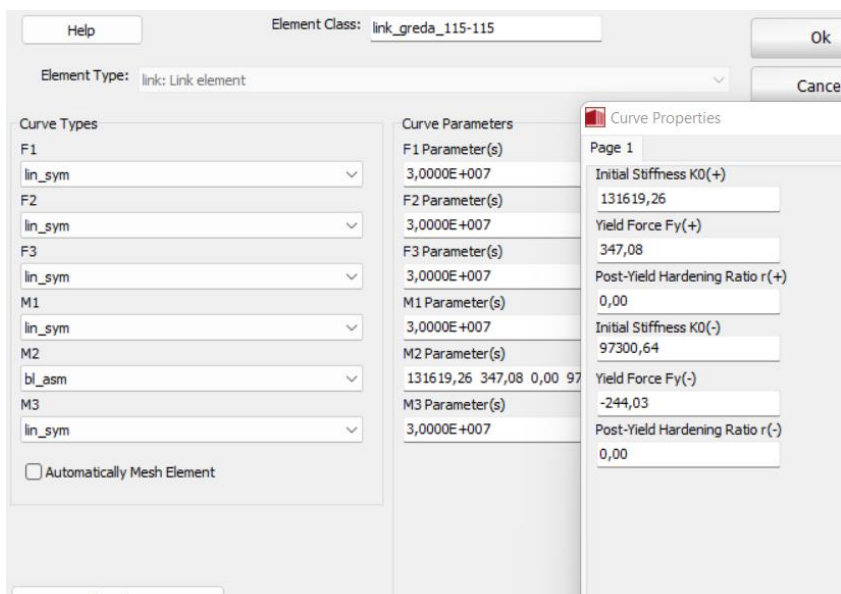 Help
Element Class: link_greda_115-115
Ok
Element Type: link: Link element
Cance
Curve Types
F1
lin_sym
F2
lin_sym
F3
lin_sym
M1
lin_sym
M2
bl_asm
M3
lin_sym
Automatically Mesh Element
Curve Parameters
F1 Parameter(s)
3,0000E+007
F2 Parameter(s)
3,0000E+007
F3 Parameter(s)
3,0000E+007
M1 Parameter(s)
3,0000E+007
M2 Parameter(s)
131619,26 347,08 0,00 97
M3 Parameter(s)
3,0000E+007
Curve Properties
Page 1
Initial Stiffness K0(+)
131619,26
Yield Force Fy(+)
347,08
Post-Yield Hardening Ratio r(+)
0,00
Initial Stiffness K0(-)
97300,64
Yield Force Fy(-)
-244,03
Post-Yield Hardening Ratio r(-)
0,00